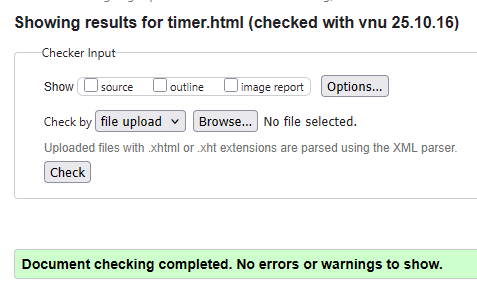 Showing results for timer.html (checked with vnu 25.10.16)
Checker Input
Show source outline image report Options...
Check by file upload Browse... No file selected.
Uploaded files with .xhtml or .xht extensions are parsed using the XML parser.
Check
Document checking completed. No errors or warnings to show.